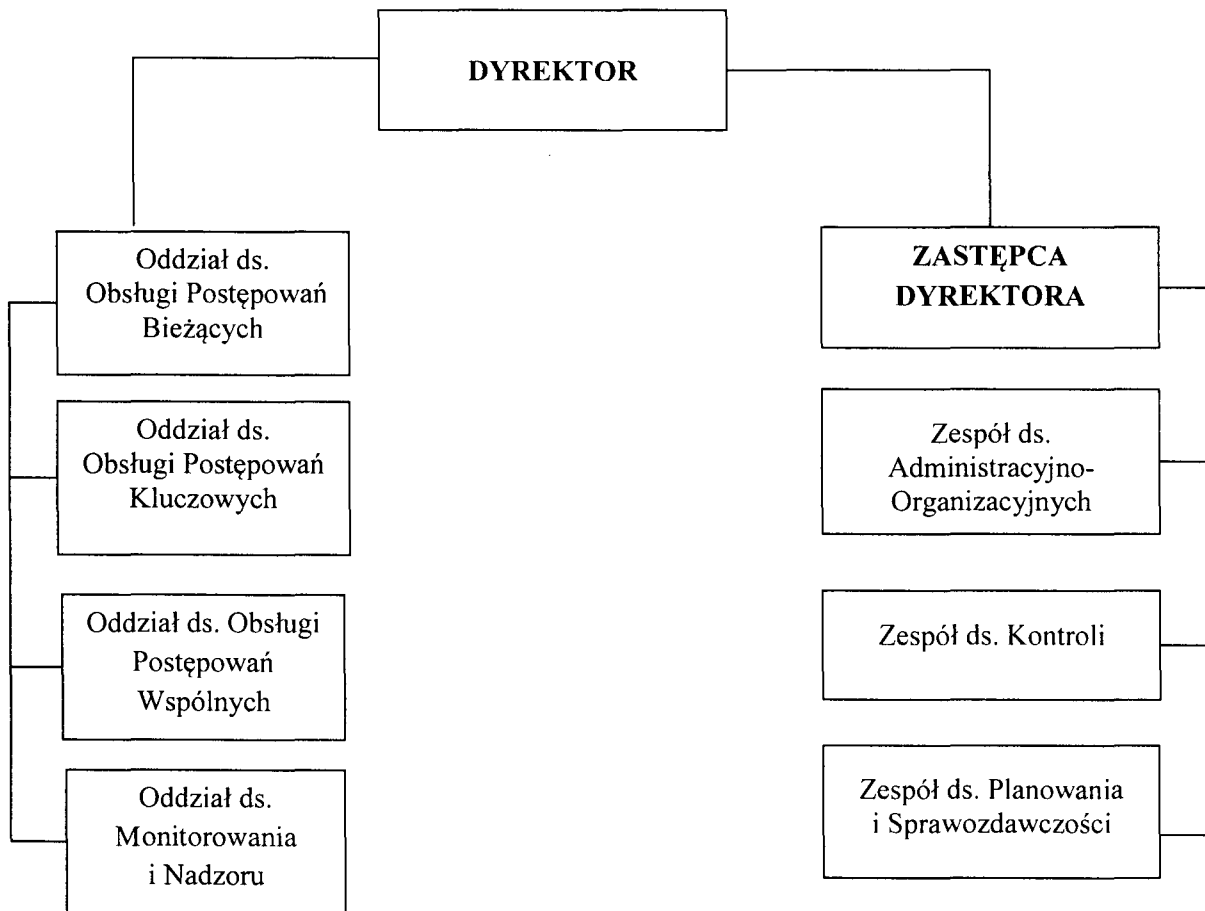 DYREKTOR
Oddział ds.
Obsługi Postępowań
Bieżących
Oddział ds.
Obsługi Postępowań
Kluczowych
Oddział ds. Obsługi
Postępowań
Wspólnych
Oddział ds.
Monitorowania
i Nadzoru
ZASTĘPCA
DYREKTORA
Zespół ds.
Administracyjno-
Organizacyjnych
Zespół ds. Kontroli
Zespół ds. Planowania
i Sprawozdawczości